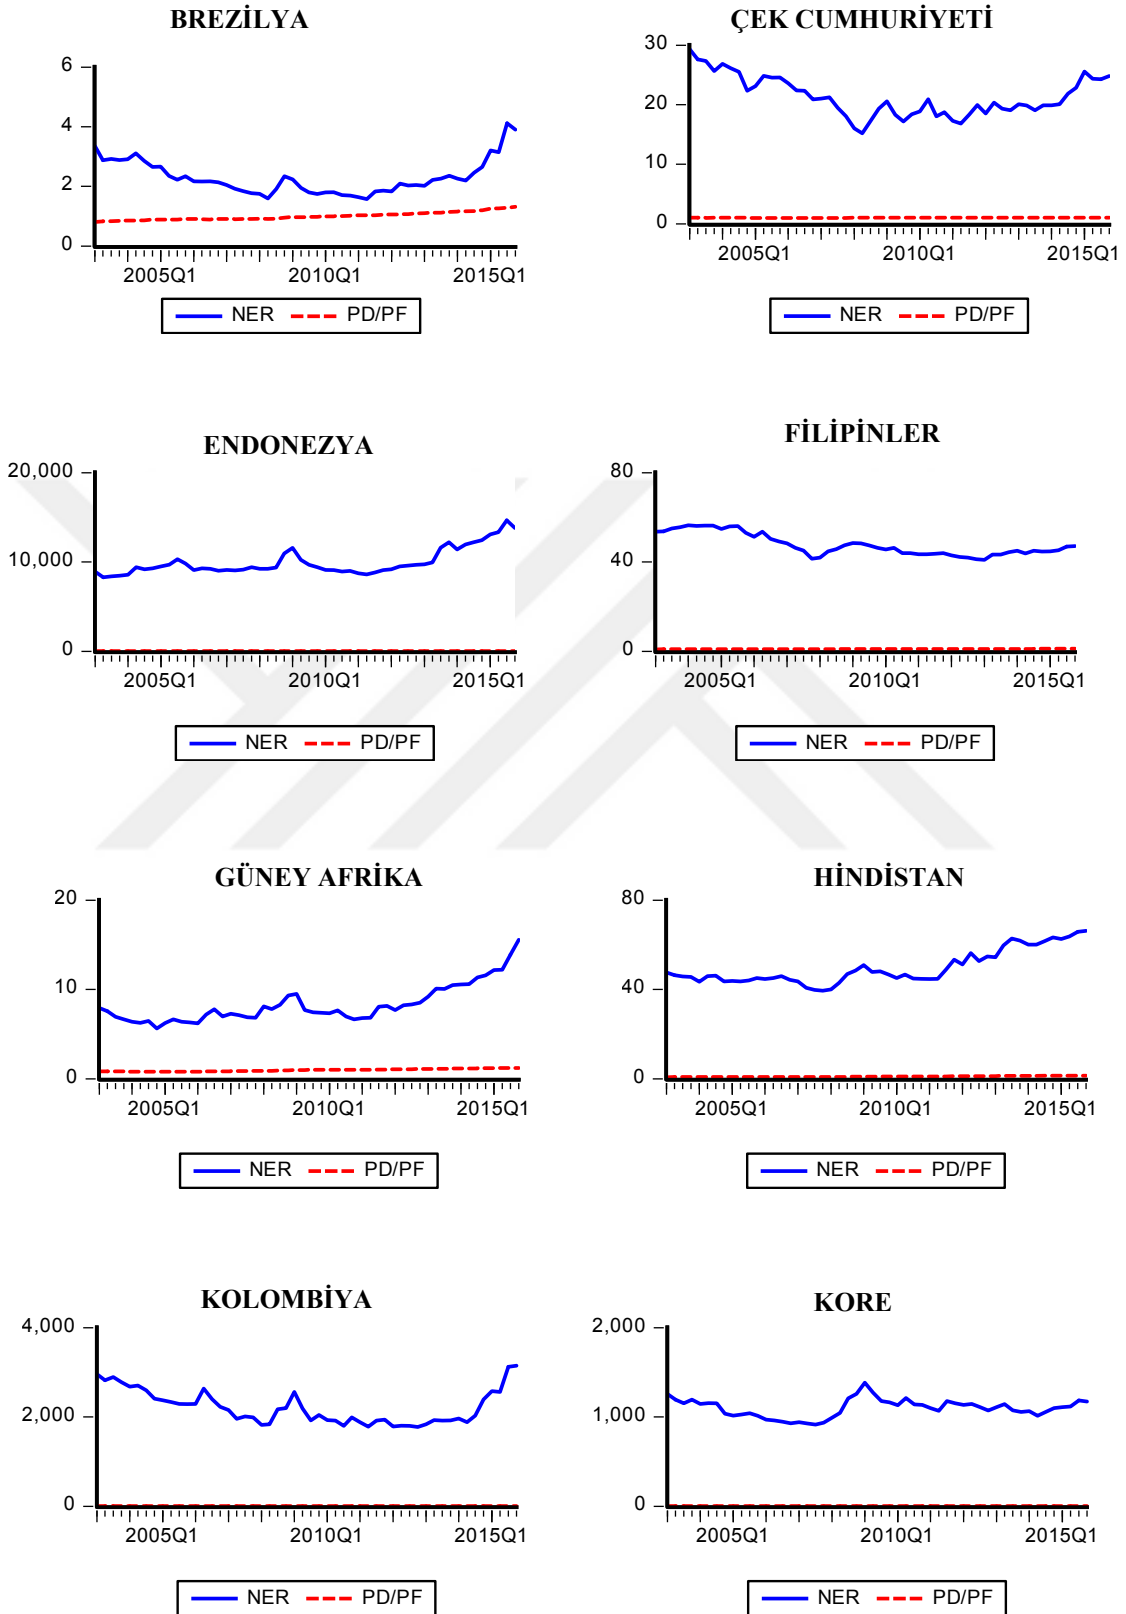 BREZİLYA
6
4
2
0
2005Q1 2010Q1 2015Q1
NER PD/PF
ÇEK CUMHURİYETİ
30
20
10
0
2005Q1 2010Q1 2015Q1
NER PD/PF
ENDONEZYA
20,000
10,000
0
2005Q1 2010Q1 2015Q1
NER PD/PF
FİLİPİNLER
80
40
0
2005Q1 2010Q1 2015Q1
NER PD/PF
GÜNEY AFRİKA
20
10
0
2005Q1 2010Q1 2015Q1
NER PD/PF
HİNDİSTAN
80
40
0
2005Q1 2010Q1 2015Q1
NER PD/PF
KOLOMBİYA
4,000
2,000
0
2005Q1 2010Q1 2015Q1
NER PD/PF
KORE
2,000
1,000
0
2005Q1 2010Q1 2015Q1
NER PD/PF